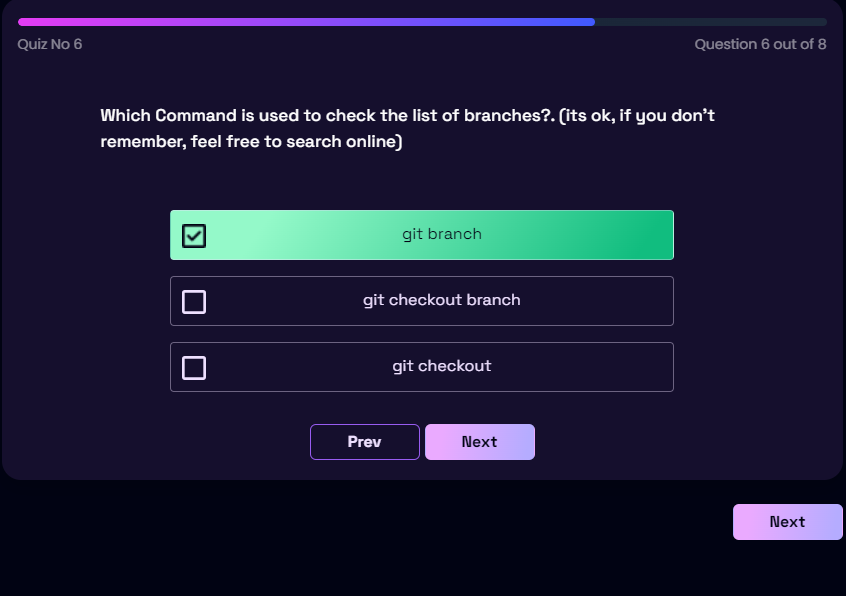 Quiz No 6
Question 6 out of 8
Which Command is used to check the list of branches?. (its ok, if you don't
remember, feel free to search online)
git branch
git checkout branch
git checkout
Prev
Next
Next